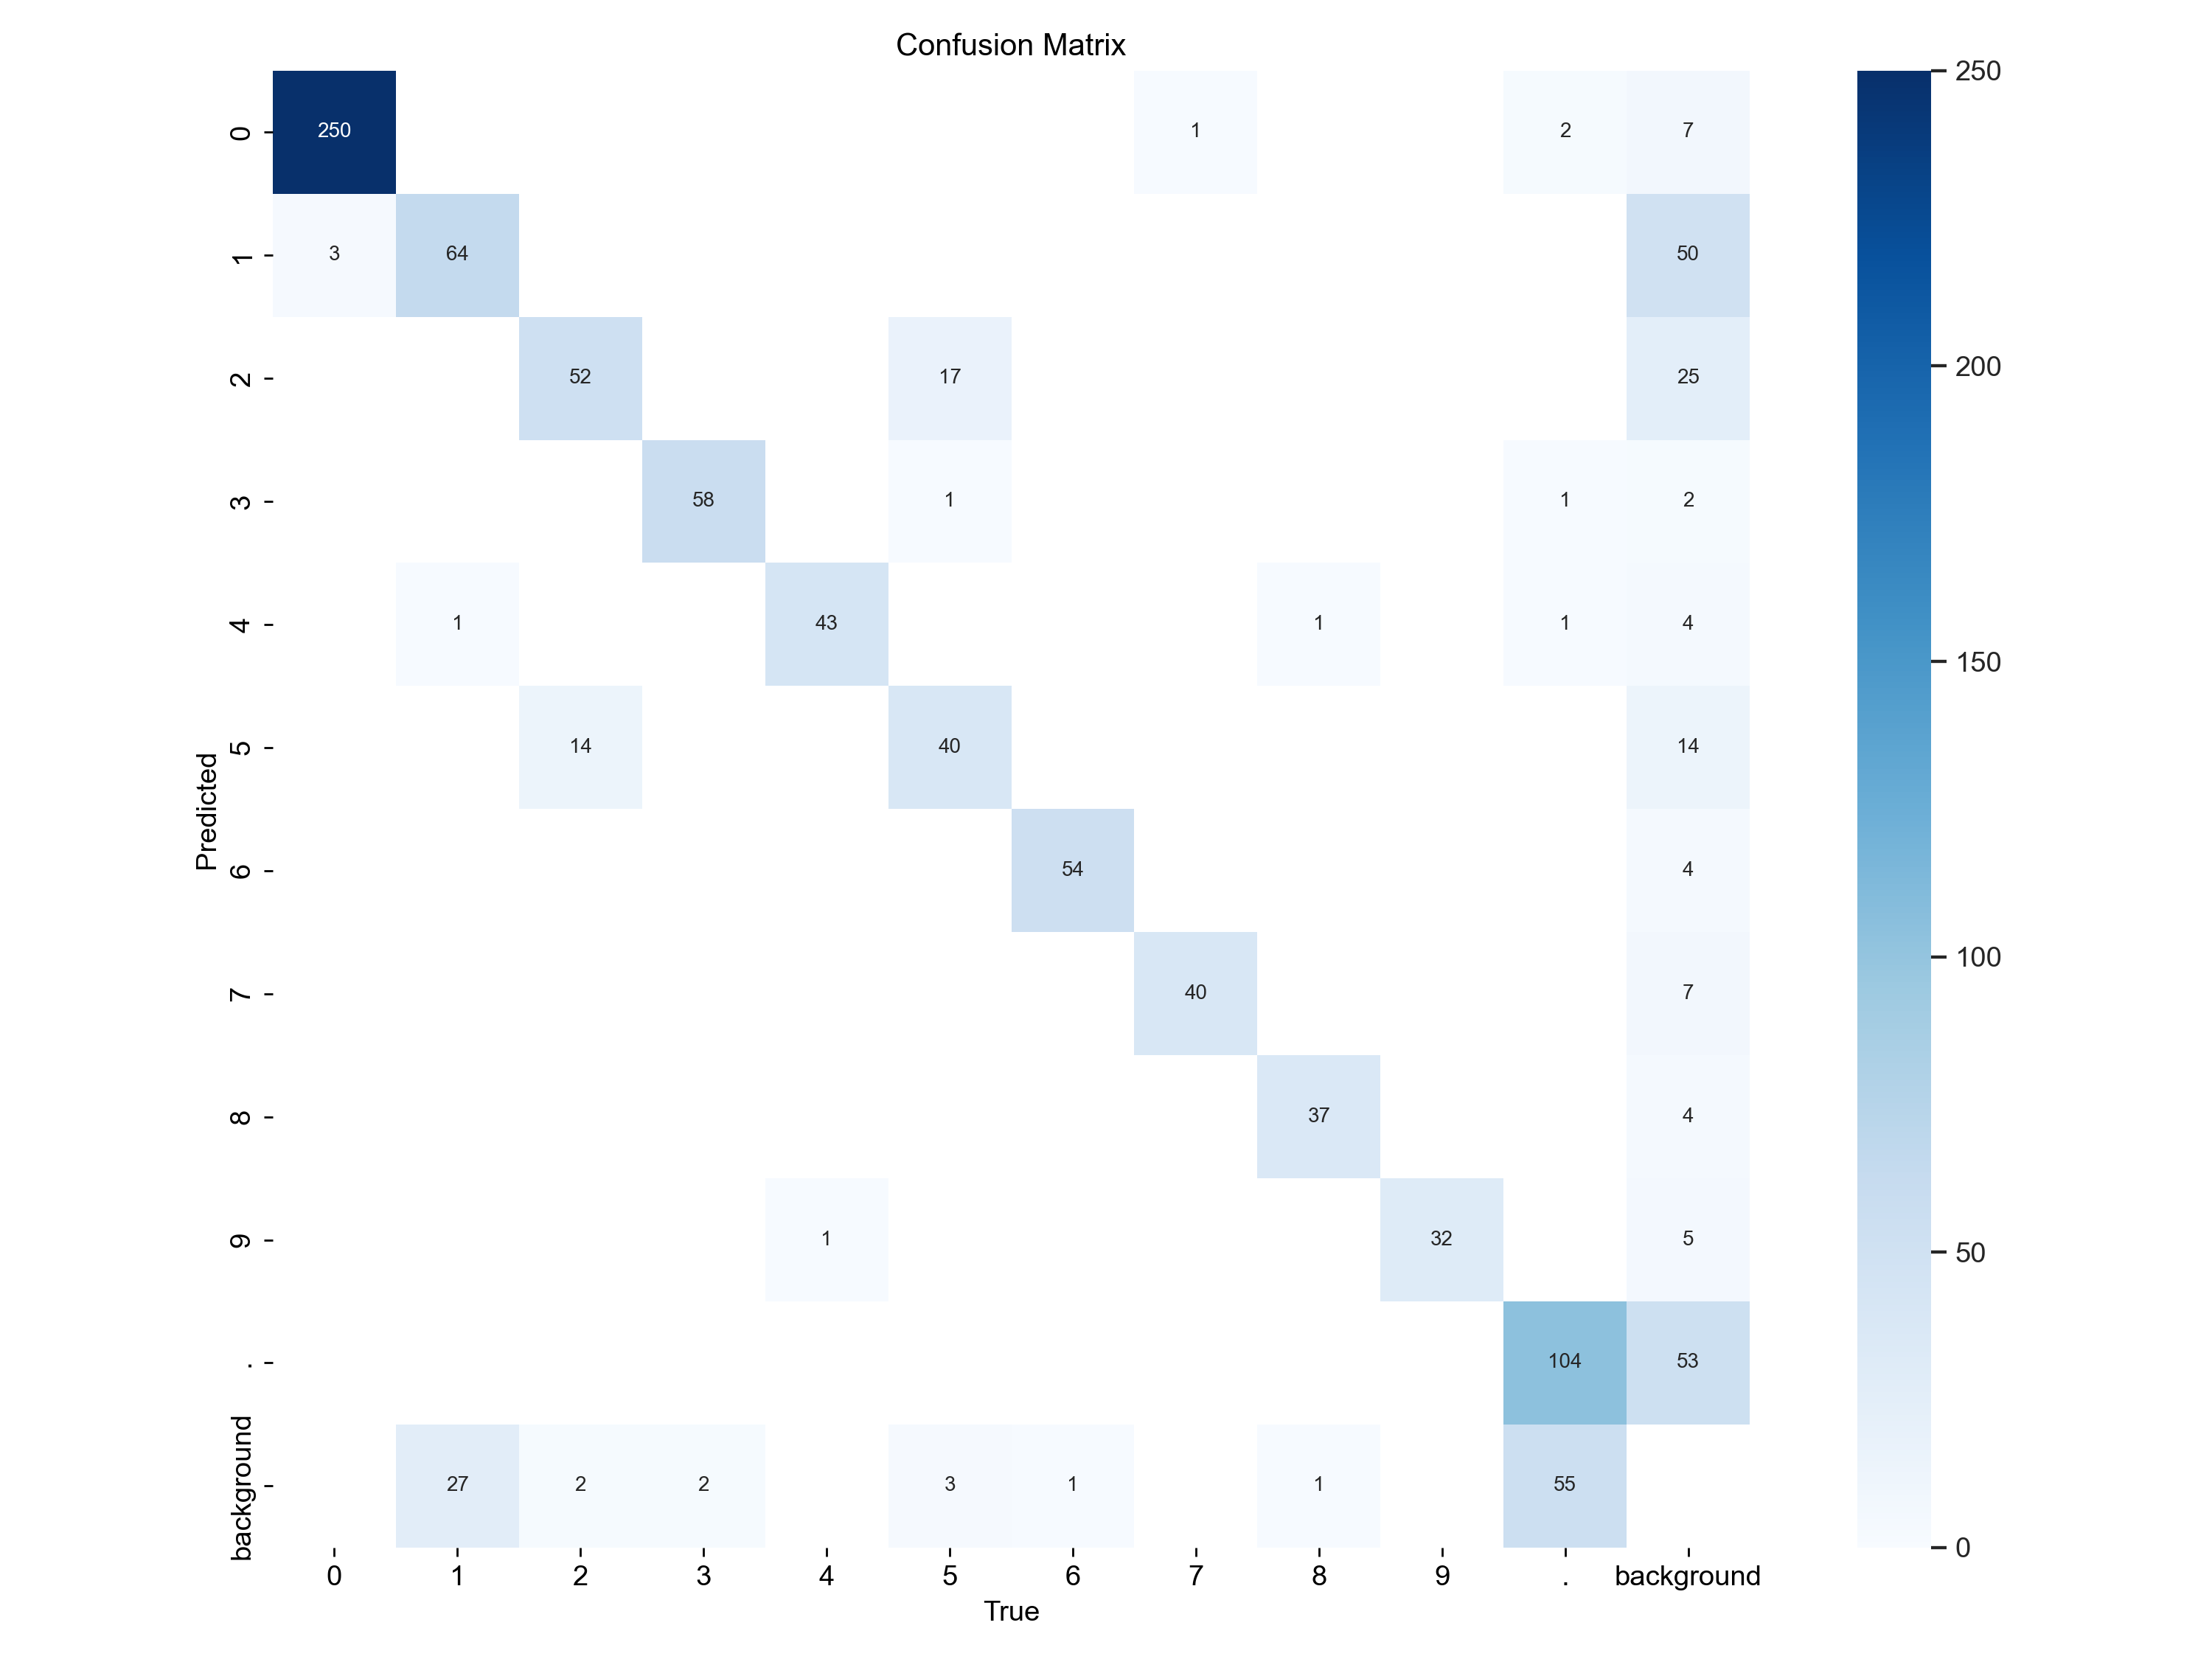 Confusion Matrix
0 250 1 2 7 250
1 3 64 50
2 52 17 25 200
3 58 1 1 2
4 1 43 1 1 4 150
5 14 40 14
Predicted
6 54 4
7 40 7 100
8 37 4
9 1 32 5 50
. 104 53
background 27 2 2 3 1 1 55
0
0 1 2 3 4 5 6 7 8 9 . background
True